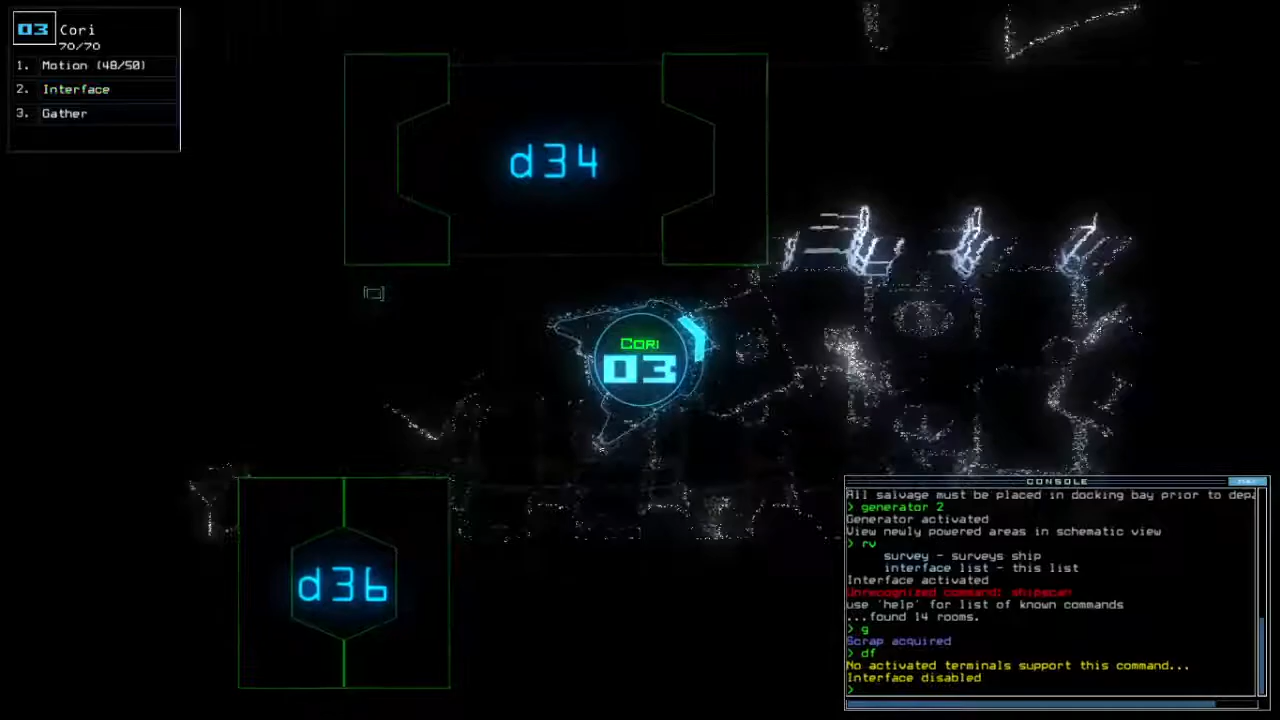 03 Cori
70/70
1. Motion (48/50)
2. Interface
3. Gather
d34
Cori
03
d36
CONSOLE
All salvage must be placed in docking bay prior to dep
> generator 2
Generator activated
View newly powered areas in schematic view
> rv
survey - surveys ship
interface list - this list
Interface activated
Unrecognized command: shipscan
use 'help' for list of known commands
...found 14 rooms.
> g
Scrap acquired
> df
No activated terminals support this command...
Interface disabled
>